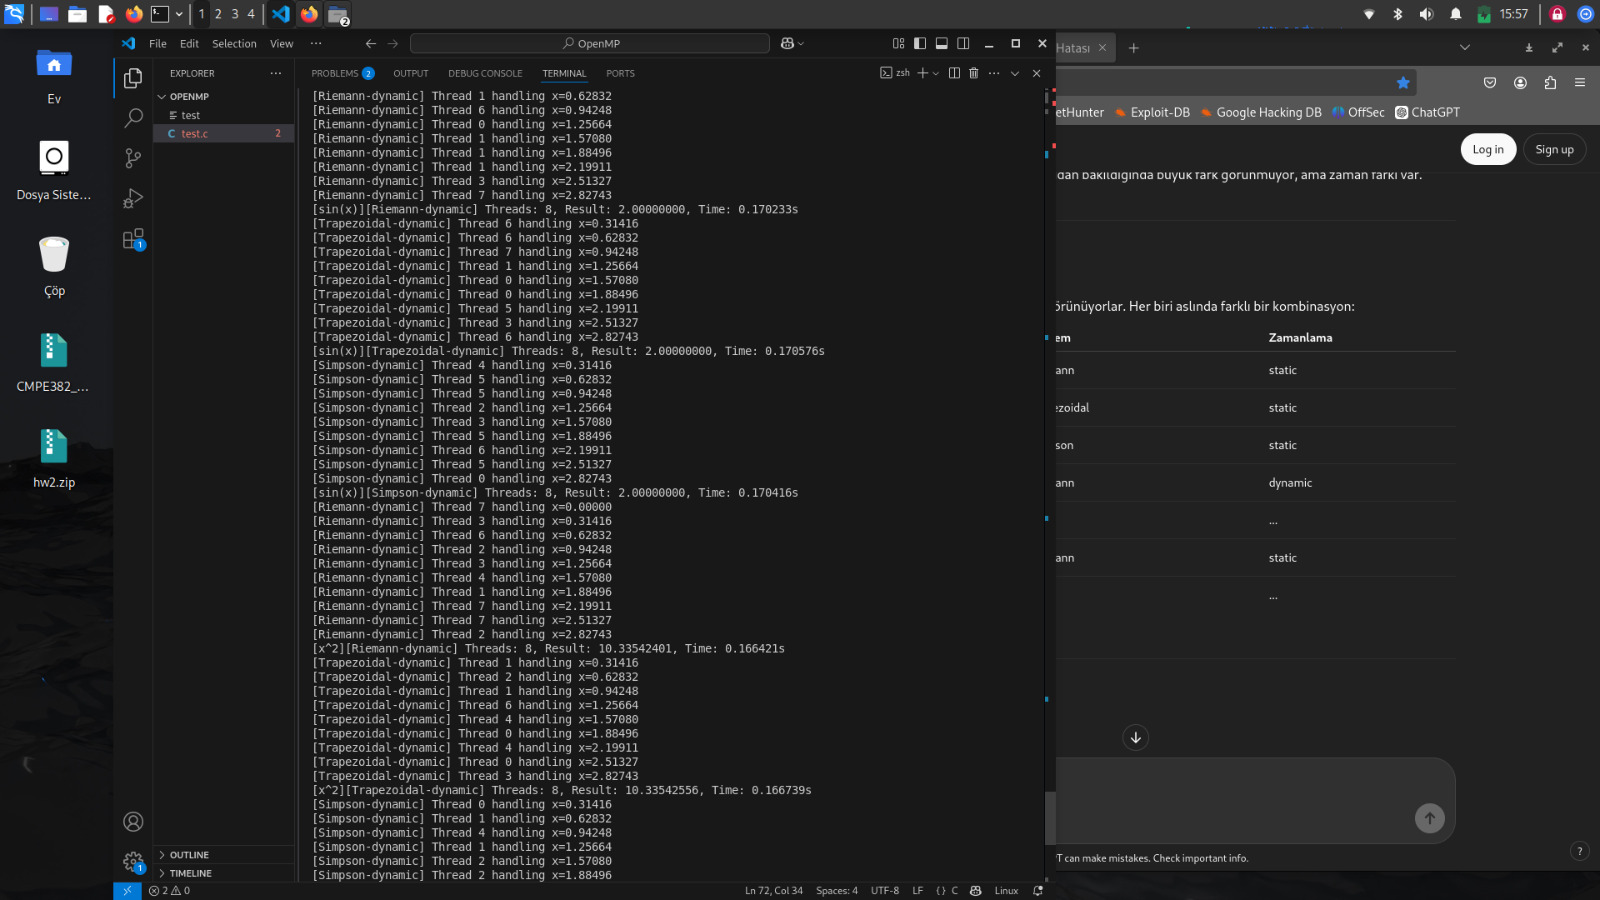 1 2 3 4
2
15:57
Ev
Dosya Siste...
Çöp
CMPE382_...
hw2.zip
File Edit Selection View ···
OpenMP
EXPLORER ···
OPENMP
test
C test.c 2
OUTLINE
TIMELINE
1
1
PROBLEMS 2 OUTPUT DEBUG CONSOLE TERMINAL PORTS
zsh
[Riemann-dynamic] Thread 1 handling x=0.62832
[Riemann-dynamic] Thread 6 handling x=0.94248
[Riemann-dynamic] Thread 0 handling x=1.25664
[Riemann-dynamic] Thread 1 handling x=1.57080
[Riemann-dynamic] Thread 1 handling x=1.88496
[Riemann-dynamic] Thread 1 handling x=2.19911
[Riemann-dynamic] Thread 3 handling x=2.51327
[Riemann-dynamic] Thread 7 handling x=2.82743
[sin(x)][Riemann-dynamic] Threads: 8, Result: 2.00000000, Time: 0.170233s
[Trapezoidal-dynamic] Thread 6 handling x=0.31416
[Trapezoidal-dynamic] Thread 6 handling x=0.62832
[Trapezoidal-dynamic] Thread 7 handling x=0.94248
[Trapezoidal-dynamic] Thread 1 handling x=1.25664
[Trapezoidal-dynamic] Thread 0 handling x=1.57080
[Trapezoidal-dynamic] Thread 0 handling x=1.88496
[Trapezoidal-dynamic] Thread 5 handling x=2.19911
[Trapezoidal-dynamic] Thread 3 handling x=2.51327
[Trapezoidal-dynamic] Thread 6 handling x=2.82743
[sin(x)][Trapezoidal-dynamic] Threads: 8, Result: 2.00000000, Time: 0.170576s
[Simpson-dynamic] Thread 4 handling x=0.31416
[Simpson-dynamic] Thread 5 handling x=0.62832
[Simpson-dynamic] Thread 5 handling x=0.94248
[Simpson-dynamic] Thread 2 handling x=1.25664
[Simpson-dynamic] Thread 3 handling x=1.57080
[Simpson-dynamic] Thread 5 handling x=1.88496
[Simpson-dynamic] Thread 6 handling x=2.19911
[Simpson-dynamic] Thread 5 handling x=2.51327
[Simpson-dynamic] Thread 0 handling x=2.82743
[sin(x)][Simpson-dynamic] Threads: 8, Result: 2.00000000, Time: 0.170416s
[Riemann-dynamic] Thread 7 handling x=0.00000
[Riemann-dynamic] Thread 3 handling x=0.31416
[Riemann-dynamic] Thread 6 handling x=0.62832
[Riemann-dynamic] Thread 2 handling x=0.94248
[Riemann-dynamic] Thread 3 handling x=1.25664
[Riemann-dynamic] Thread 4 handling x=1.57080
[Riemann-dynamic] Thread 1 handling x=1.88496
[Riemann-dynamic] Thread 7 handling x=2.19911
[Riemann-dynamic] Thread 7 handling x=2.51327
[Riemann-dynamic] Thread 2 handling x=2.82743
[x^2][Riemann-dynamic] Threads: 8, Result: 10.33542401, Time: 0.166421s
[Trapezoidal-dynamic] Thread 1 handling x=0.31416
[Trapezoidal-dynamic] Thread 2 handling x=0.62832
[Trapezoidal-dynamic] Thread 1 handling x=0.94248
[Trapezoidal-dynamic] Thread 6 handling x=1.25664
[Trapezoidal-dynamic] Thread 4 handling x=1.57080
[Trapezoidal-dynamic] Thread 0 handling x=1.88496
[Trapezoidal-dynamic] Thread 4 handling x=2.19911
[Trapezoidal-dynamic] Thread 0 handling x=2.51327
[Trapezoidal-dynamic] Thread 3 handling x=2.82743
[x^2][Trapezoidal-dynamic] Threads: 8, Result: 10.33542556, Time: 0.166739s
[Simpson-dynamic] Thread 0 handling x=0.31416
[Simpson-dynamic] Thread 1 handling x=0.62832
[Simpson-dynamic] Thread 4 handling x=0.94248
[Simpson-dynamic] Thread 1 handling x=1.25664
[Simpson-dynamic] Thread 2 handling x=1.57080
[Simpson-dynamic] Thread 2 handling x=1.88496
2 0 Ln 72, Col 34 Spaces: 4 UTF-8 LF {} C Linux
Hatası
etHunter Exploit-DB Google Hacking DB OffSec ChatGPT
Log in Sign up
dan bakıldığında büyük fark görünmüyor, ama zaman farkı var.
örünüyorlar. Her biri aslında farklı bir kombinasyon:
em Zamanlama
ann static
ezoidal static
son static
ann dynamic
...
ann static
...
PT can make mistakes. Check important info.
?